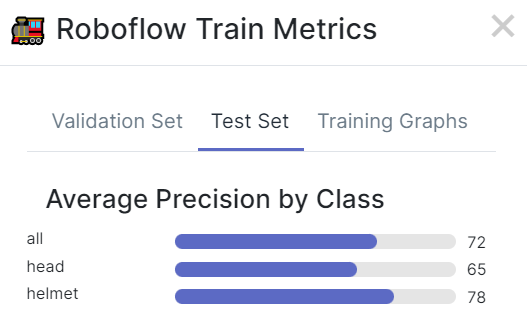 Roboflow Train Metrics
Validation Set Test Set Training Graphs
Average Precision by Class
all 72
head 65
helmet 78